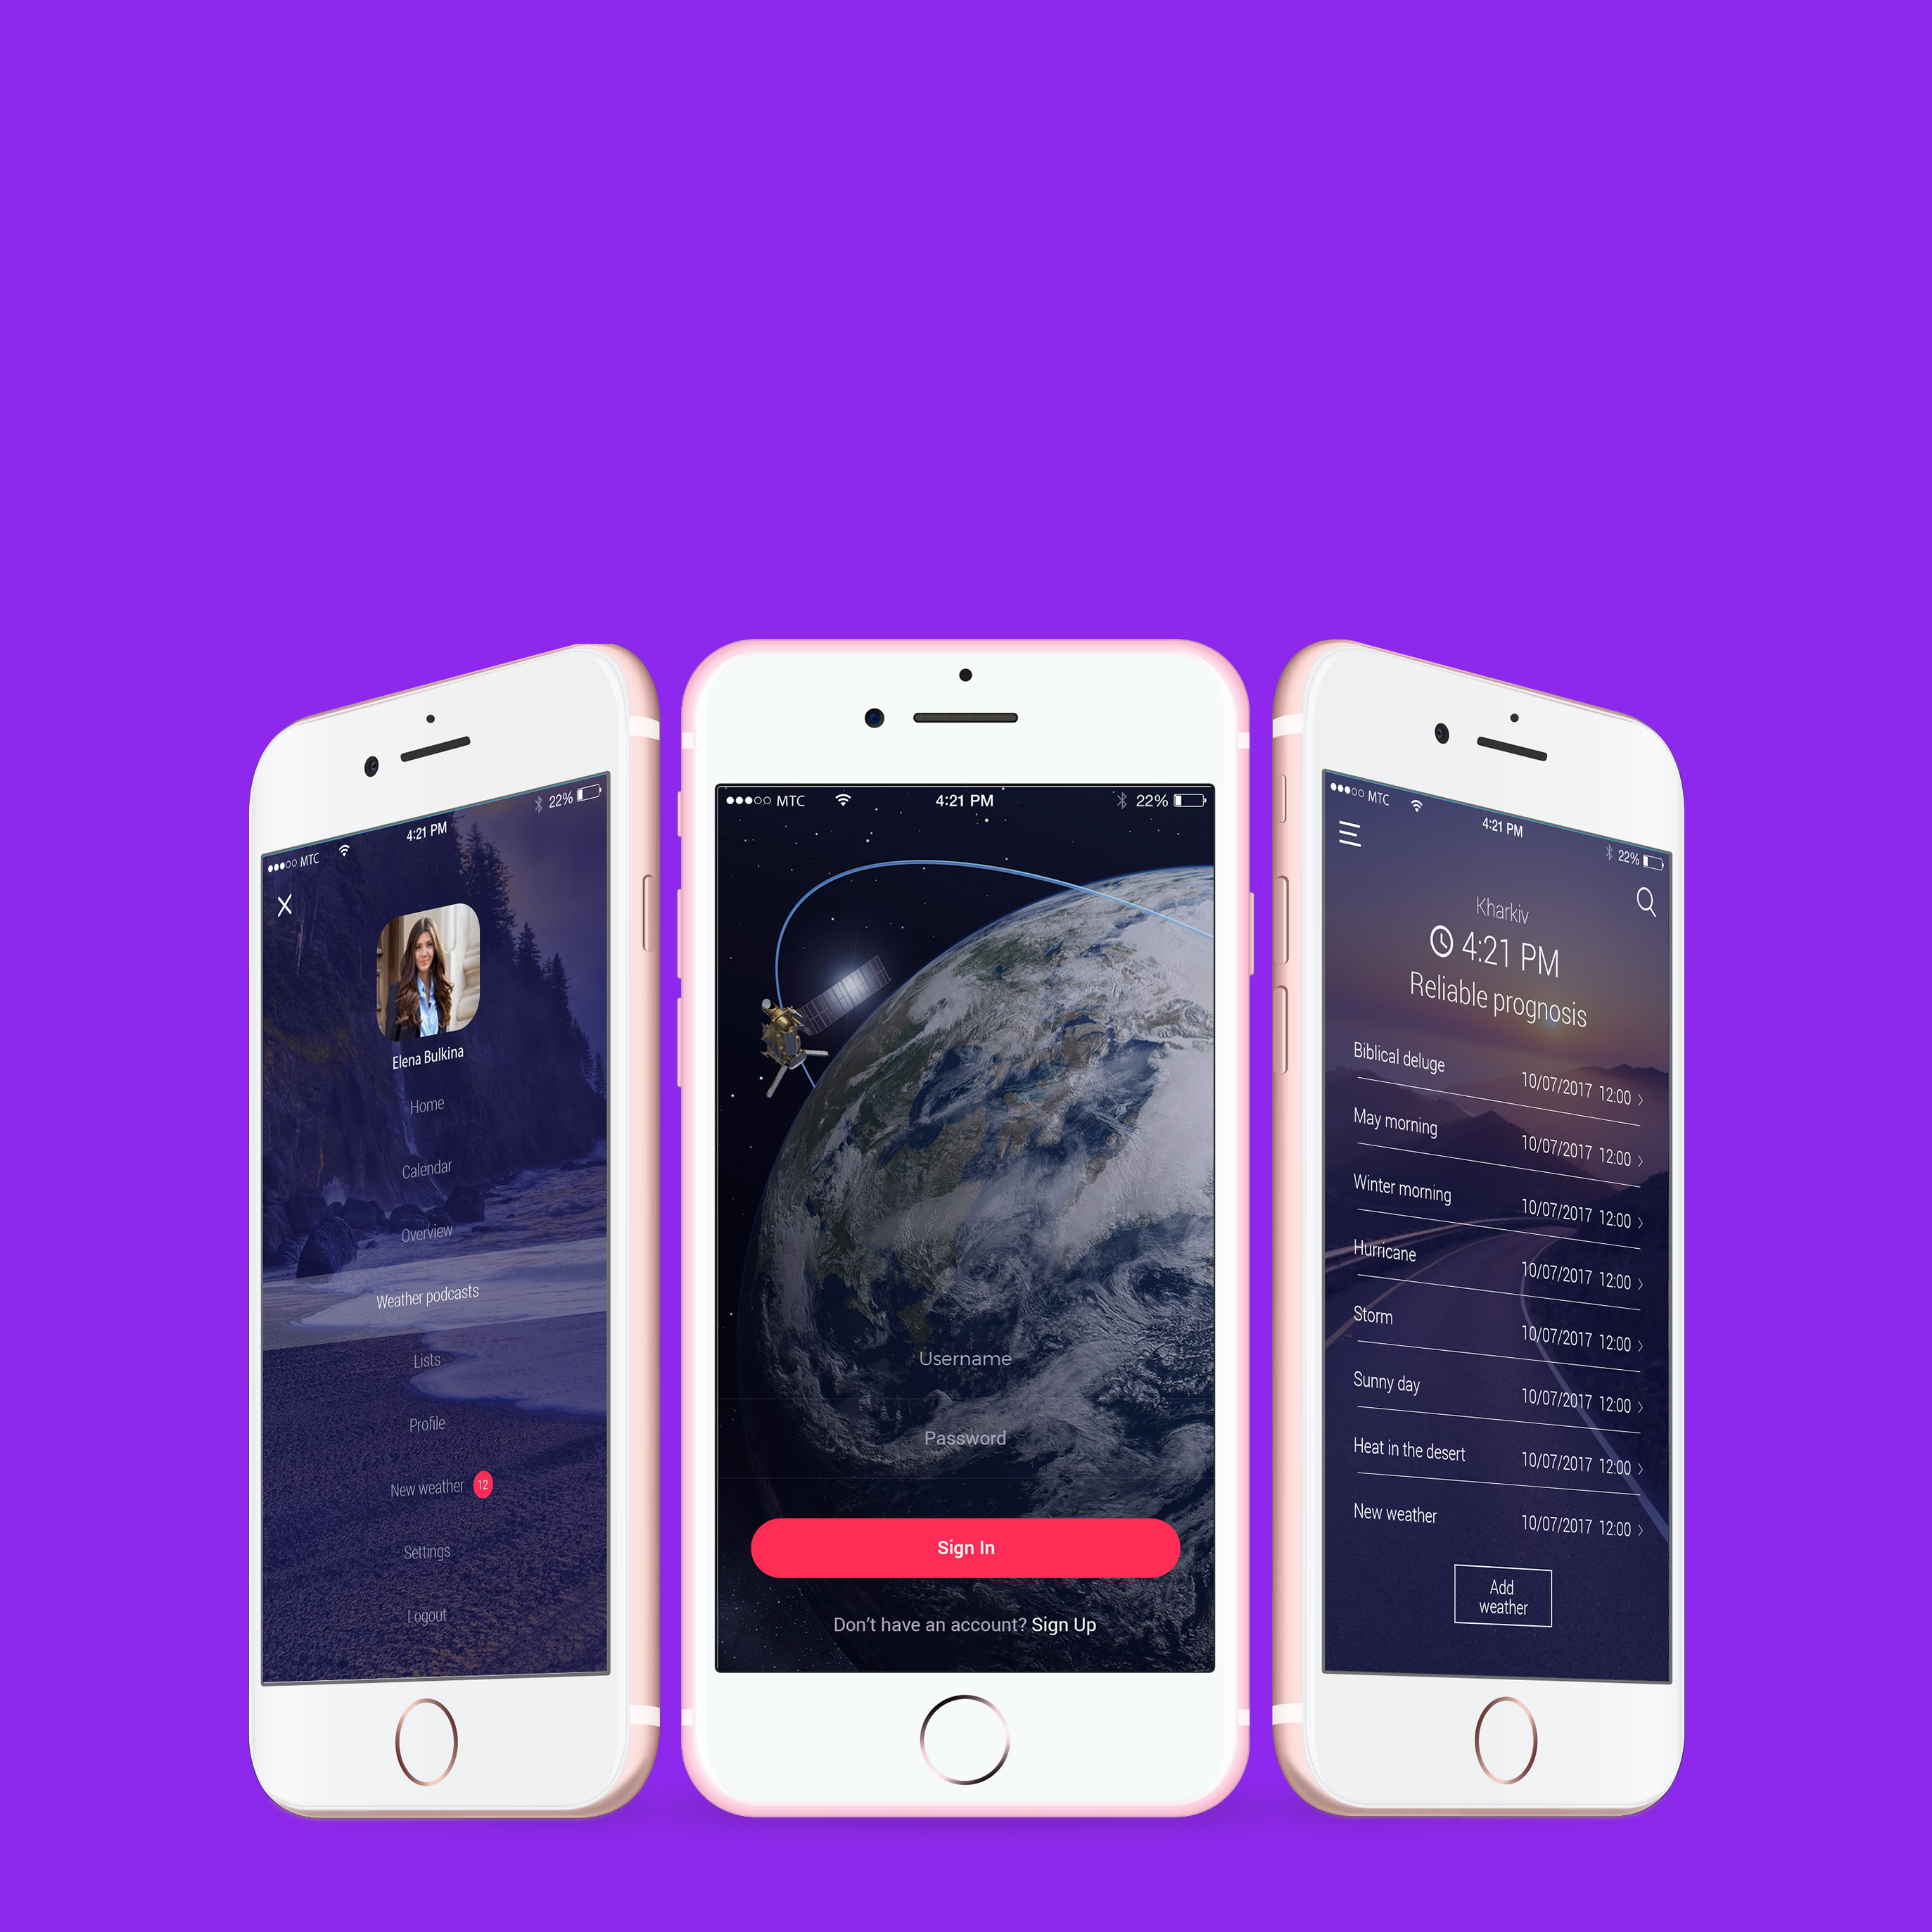 MTC
4:21 PM
22%
Elena Bulkina
Home
Calendar
Overview
Weather podcasts
Lists
Profile
New weather 12
Settings
Logout
MTC 4:21 PM 22%
Username
Password
Sign In
Don't have an account? Sign Up
MTC
4:21 PM
22%
Kharkiv
4:21 PM
Reliable prognosis
Biblical deluge 10/07/2017 12:00
May morning 10/07/2017 12:00
Winter morning 10/07/2017 12:00
Hurricane 10/07/2017 12:00
Storm 10/07/2017 12:00
Sunny day 10/07/2017 12:00
Heat in the desert 10/07/2017 12:00
New weather 10/07/2017 12:00
Add
weather